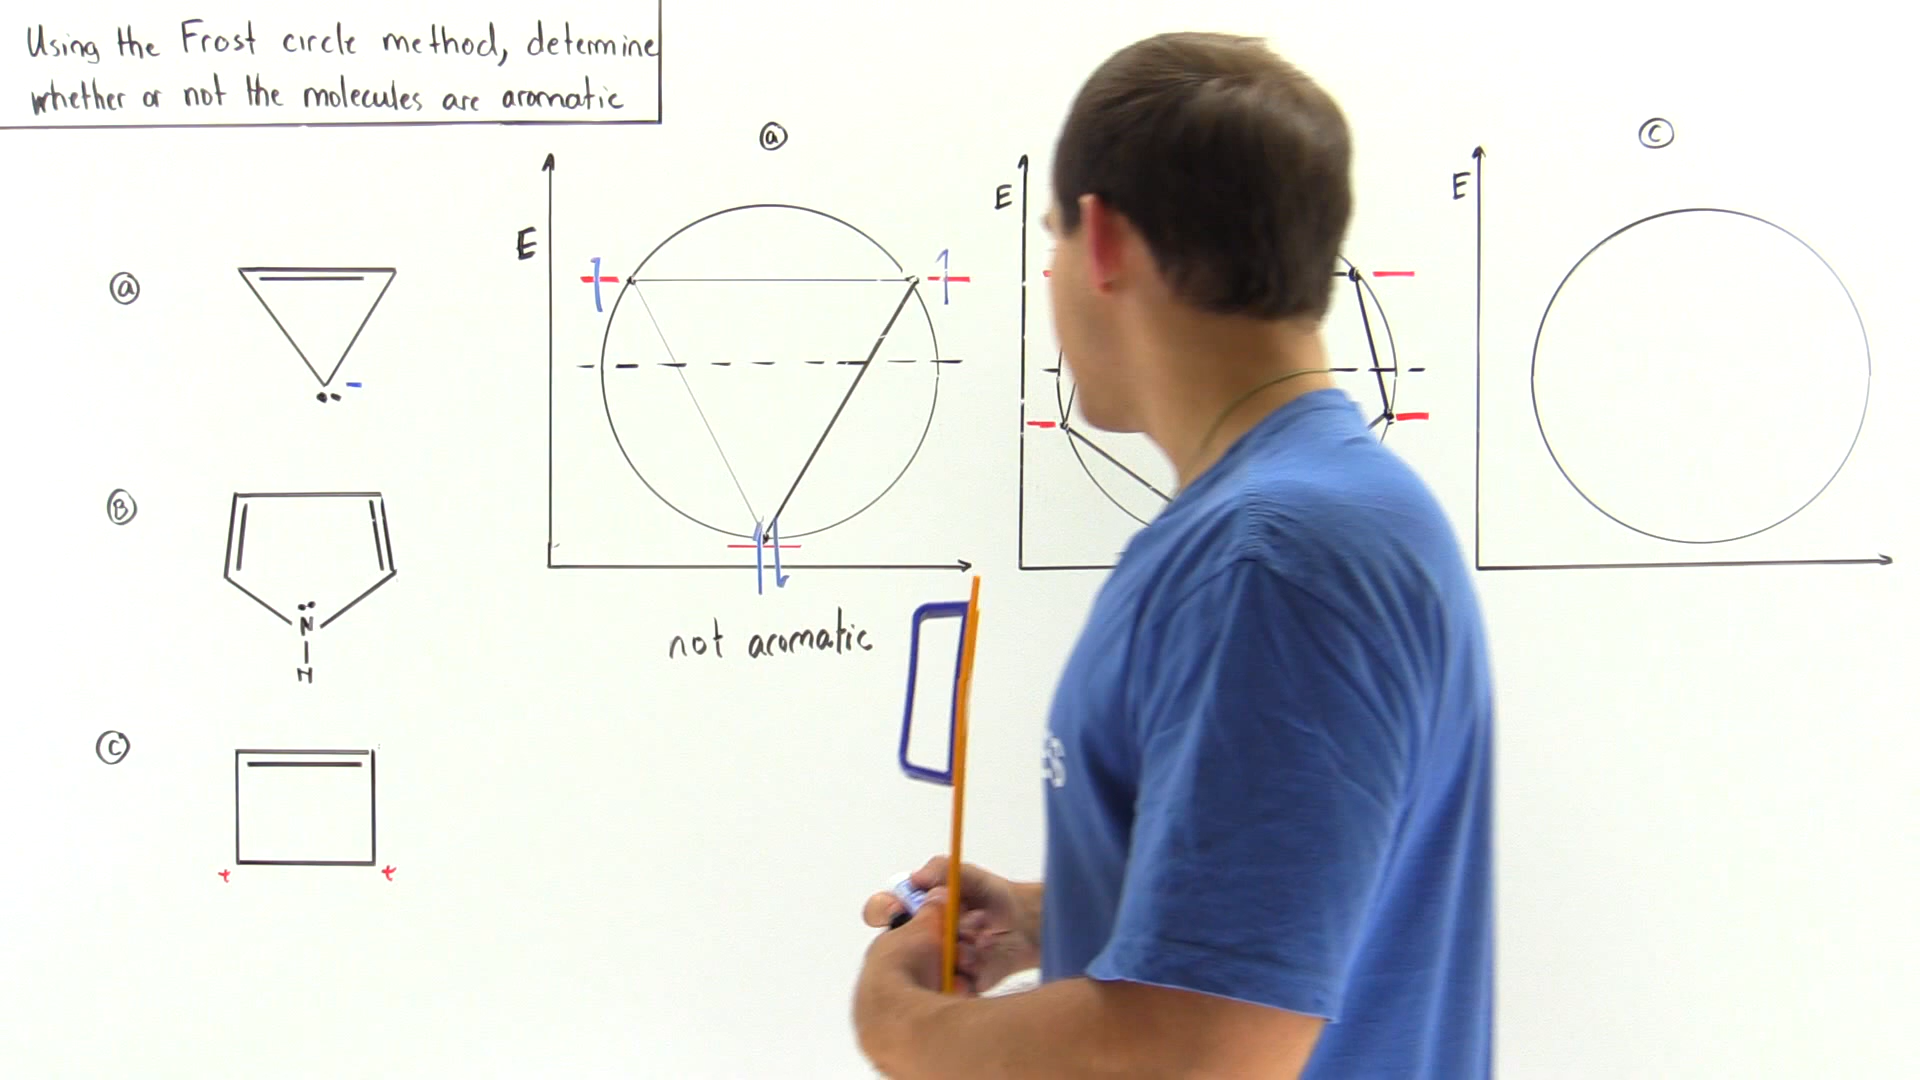 Using the Frost circle method, determine
whether or not the molecules are aromatic
a
c
E
E
E
a
B
N
H
not aromatic
c
+ +